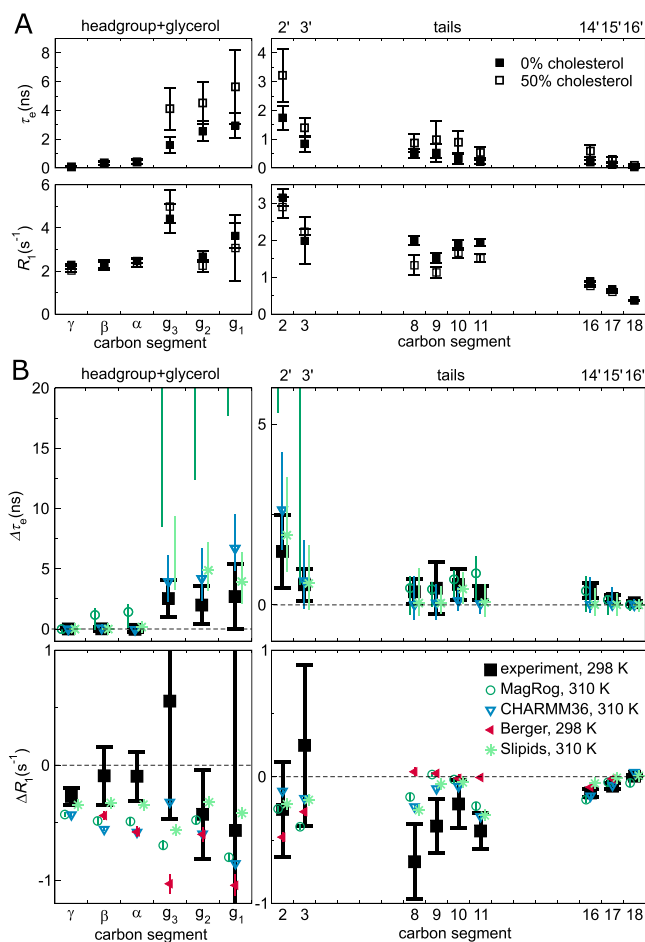 A
headgroup+glycerol
2' 3' tails 14' 15' 16'
8
6
4
2
0
τe(ns)
4
3
2
1
0
0% cholesterol
50% cholesterol
6
4
2
0
R1(s-1)
3
2
1
0
γ β α g3 g2 g1
carbon segment
2 3 8 9 10 11 16 17 18
carbon segment
B
headgroup+glycerol
2' 3' tails 14' 15' 16'
20
15
10
5
0
Δτe(ns)
5
0
1
0
-1
ΔR1(s-1)
1
0
-1
experiment, 298 K
MagRog, 310 K
CHARMM36, 310 K
Berger, 298 K
Slipids, 310 K
γ β α g3 g2 g1
carbon segment
2 3 8 9 10 11 16 17 18
carbon segment